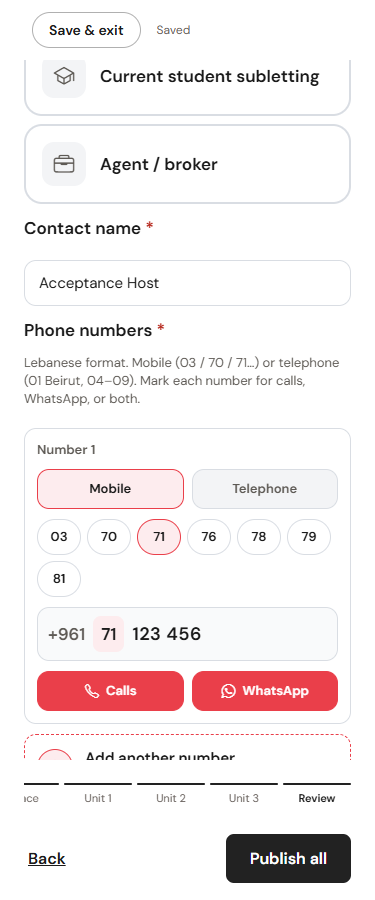 Save & exit
Saved
Current student subletting
Agent / broker
Contact name *
Acceptance Host
Phone numbers *
Lebanese format. Mobile (03 / 70 / 71…) or telephone
(01 Beirut, 04–09). Mark each number for calls,
WhatsApp, or both.
Number 1
Mobile
Telephone
03
70
71
76
78
79
81
+961 71 123 456
Calls
WhatsApp
Add another number
Unit 1
Unit 2
Unit 3
Review
Back
Publish all